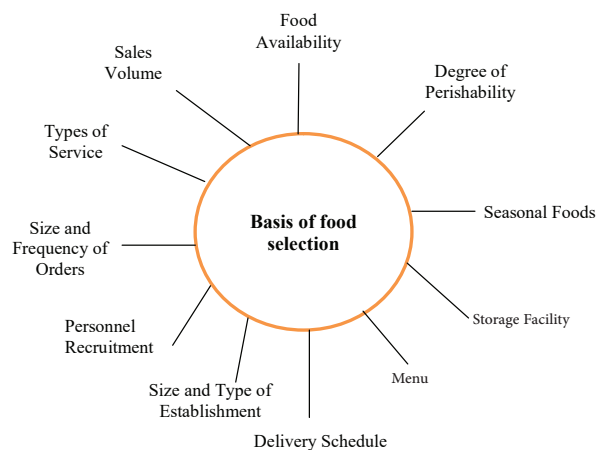 Food
Availability
Sales
Volume
Degree of
Perishability
Types of
Service
Seasonal Foods
Basis of food
selection
Size and
Frequency of
Orders
Storage Facility
Personnel
Recruitment
Menu
Size and Type of
Establishment
Delivery Schedule